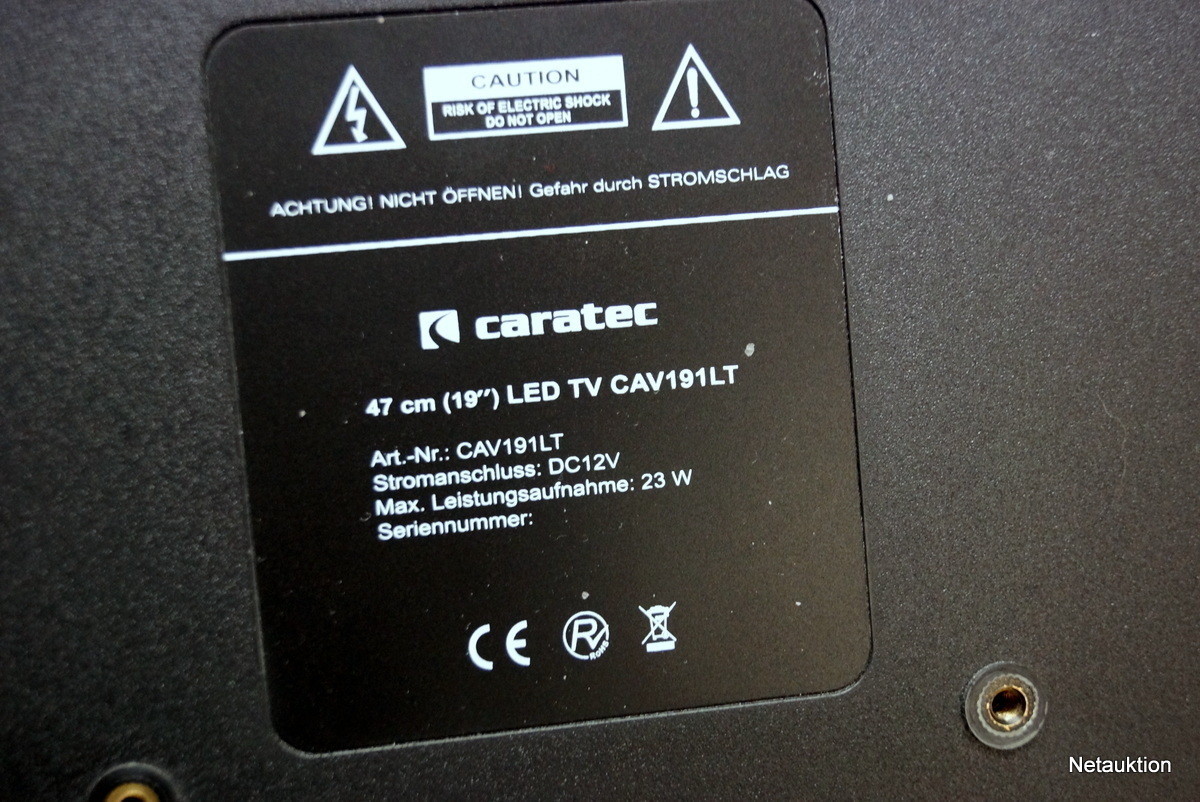 CAUTION
RISK OF ELECTRIC SHOCK
DO NOT OPEN
ACHTUNG! NICHT ÖFFNEN! Gefahr durch STROMSCHLAG
caratec
47 cm (19″) LED TV CAV191LT
Art.-Nr.: CAV191LT
Stromanschluss: DC12V
Max. Leistungsaufnahme: 23 W
Seriennummer:
CE RV ROHS
Netauktion